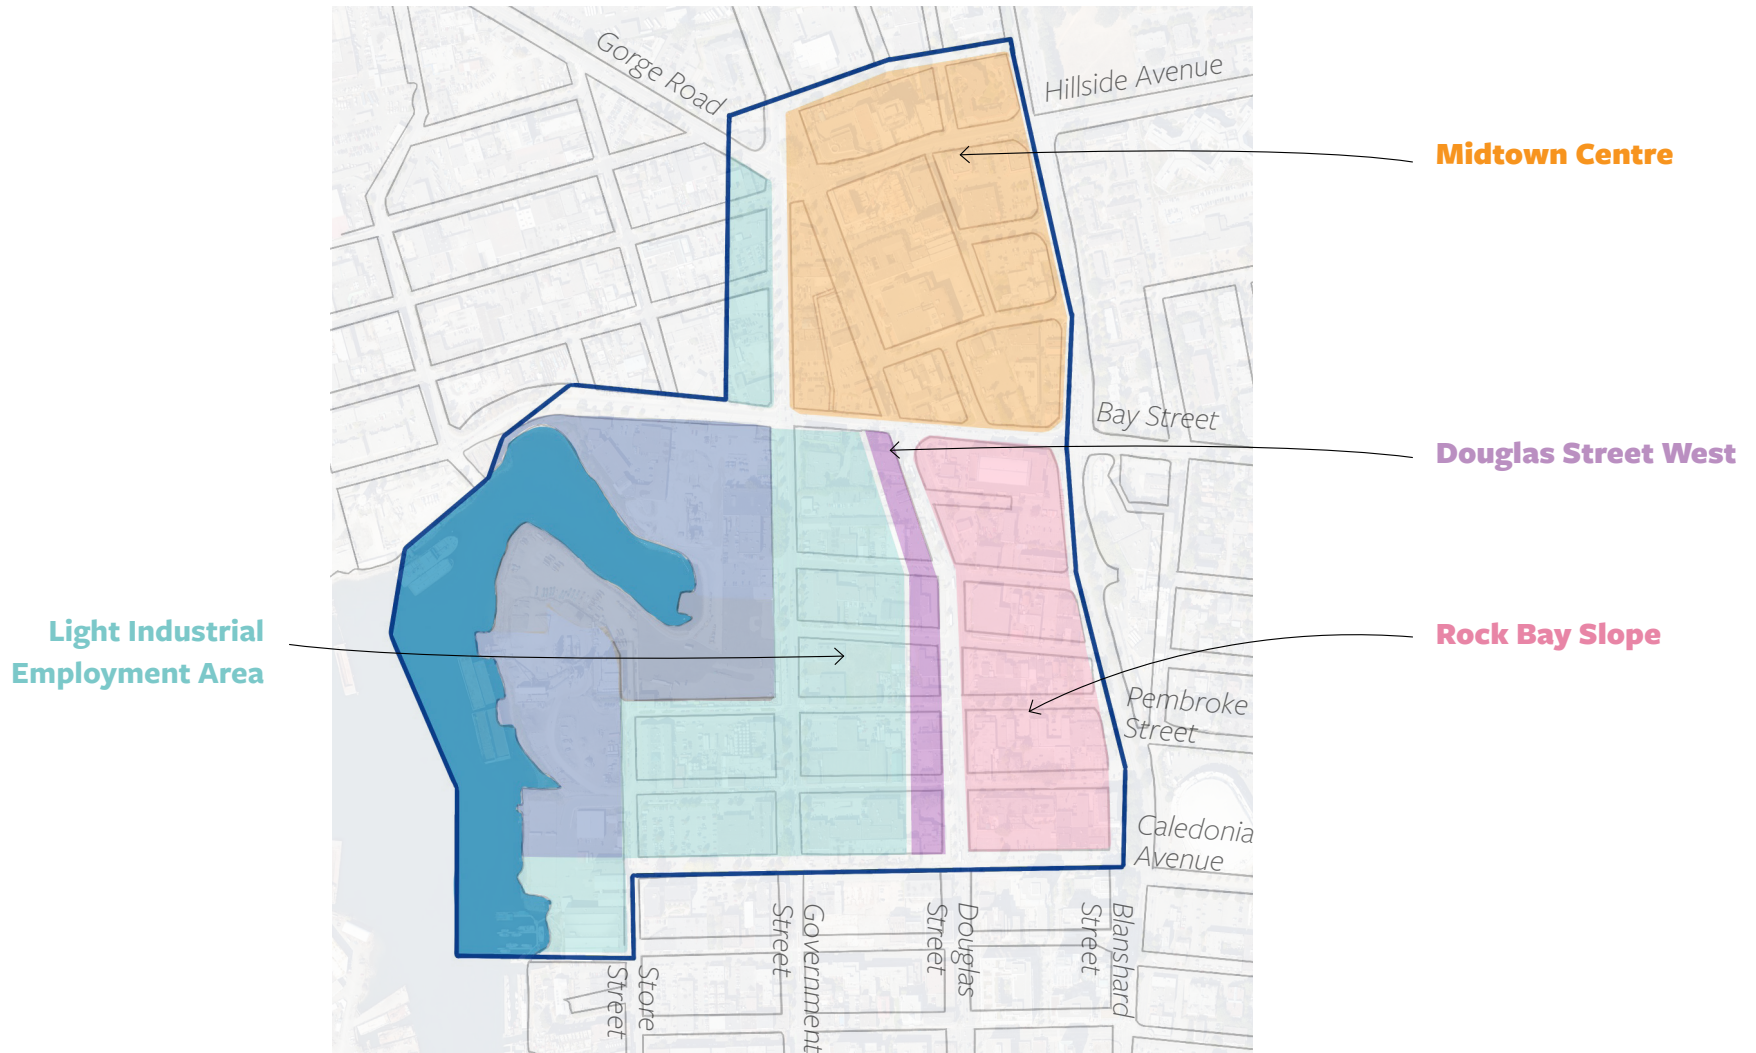 Gorge Road
Hillside Avenue
Midtown Centre
Bay Street
Douglas Street West
Light Industrial
Employment Area
Rock Bay Slope
Pembroke
Street
Caledonia
Avenue
Store
Street
Government
Street
Douglas
Street
Blanshard
Street